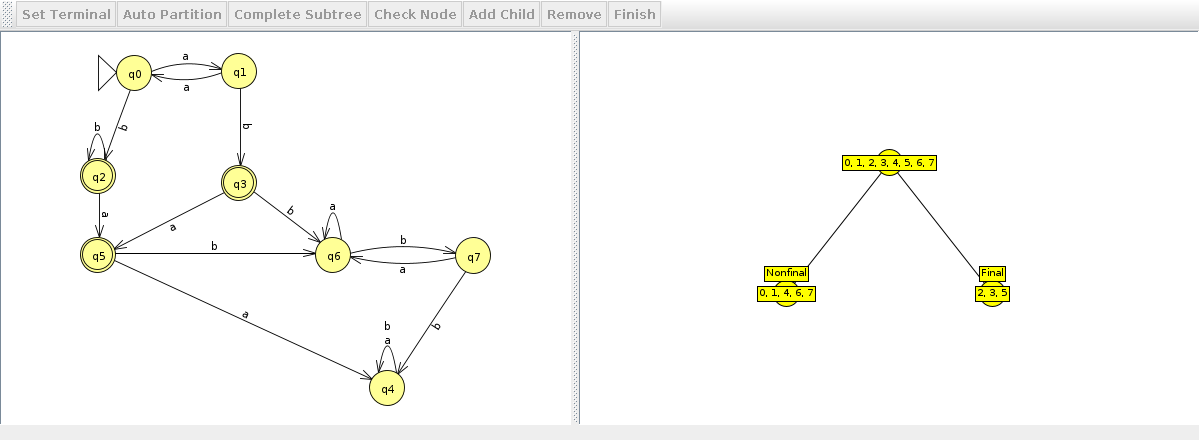 Set Terminal Auto Partition Complete Subtree Check Node Add Child Remove Finish
a
q0 q1
a
b b
b
q2 q3
a b a
a
b b
q5 q6 q7
a
a b
b
a
q4
0, 1, 2, 3, 4, 5, 6, 7
Nonfinal Final
0, 1, 4, 6, 7 2, 3, 5